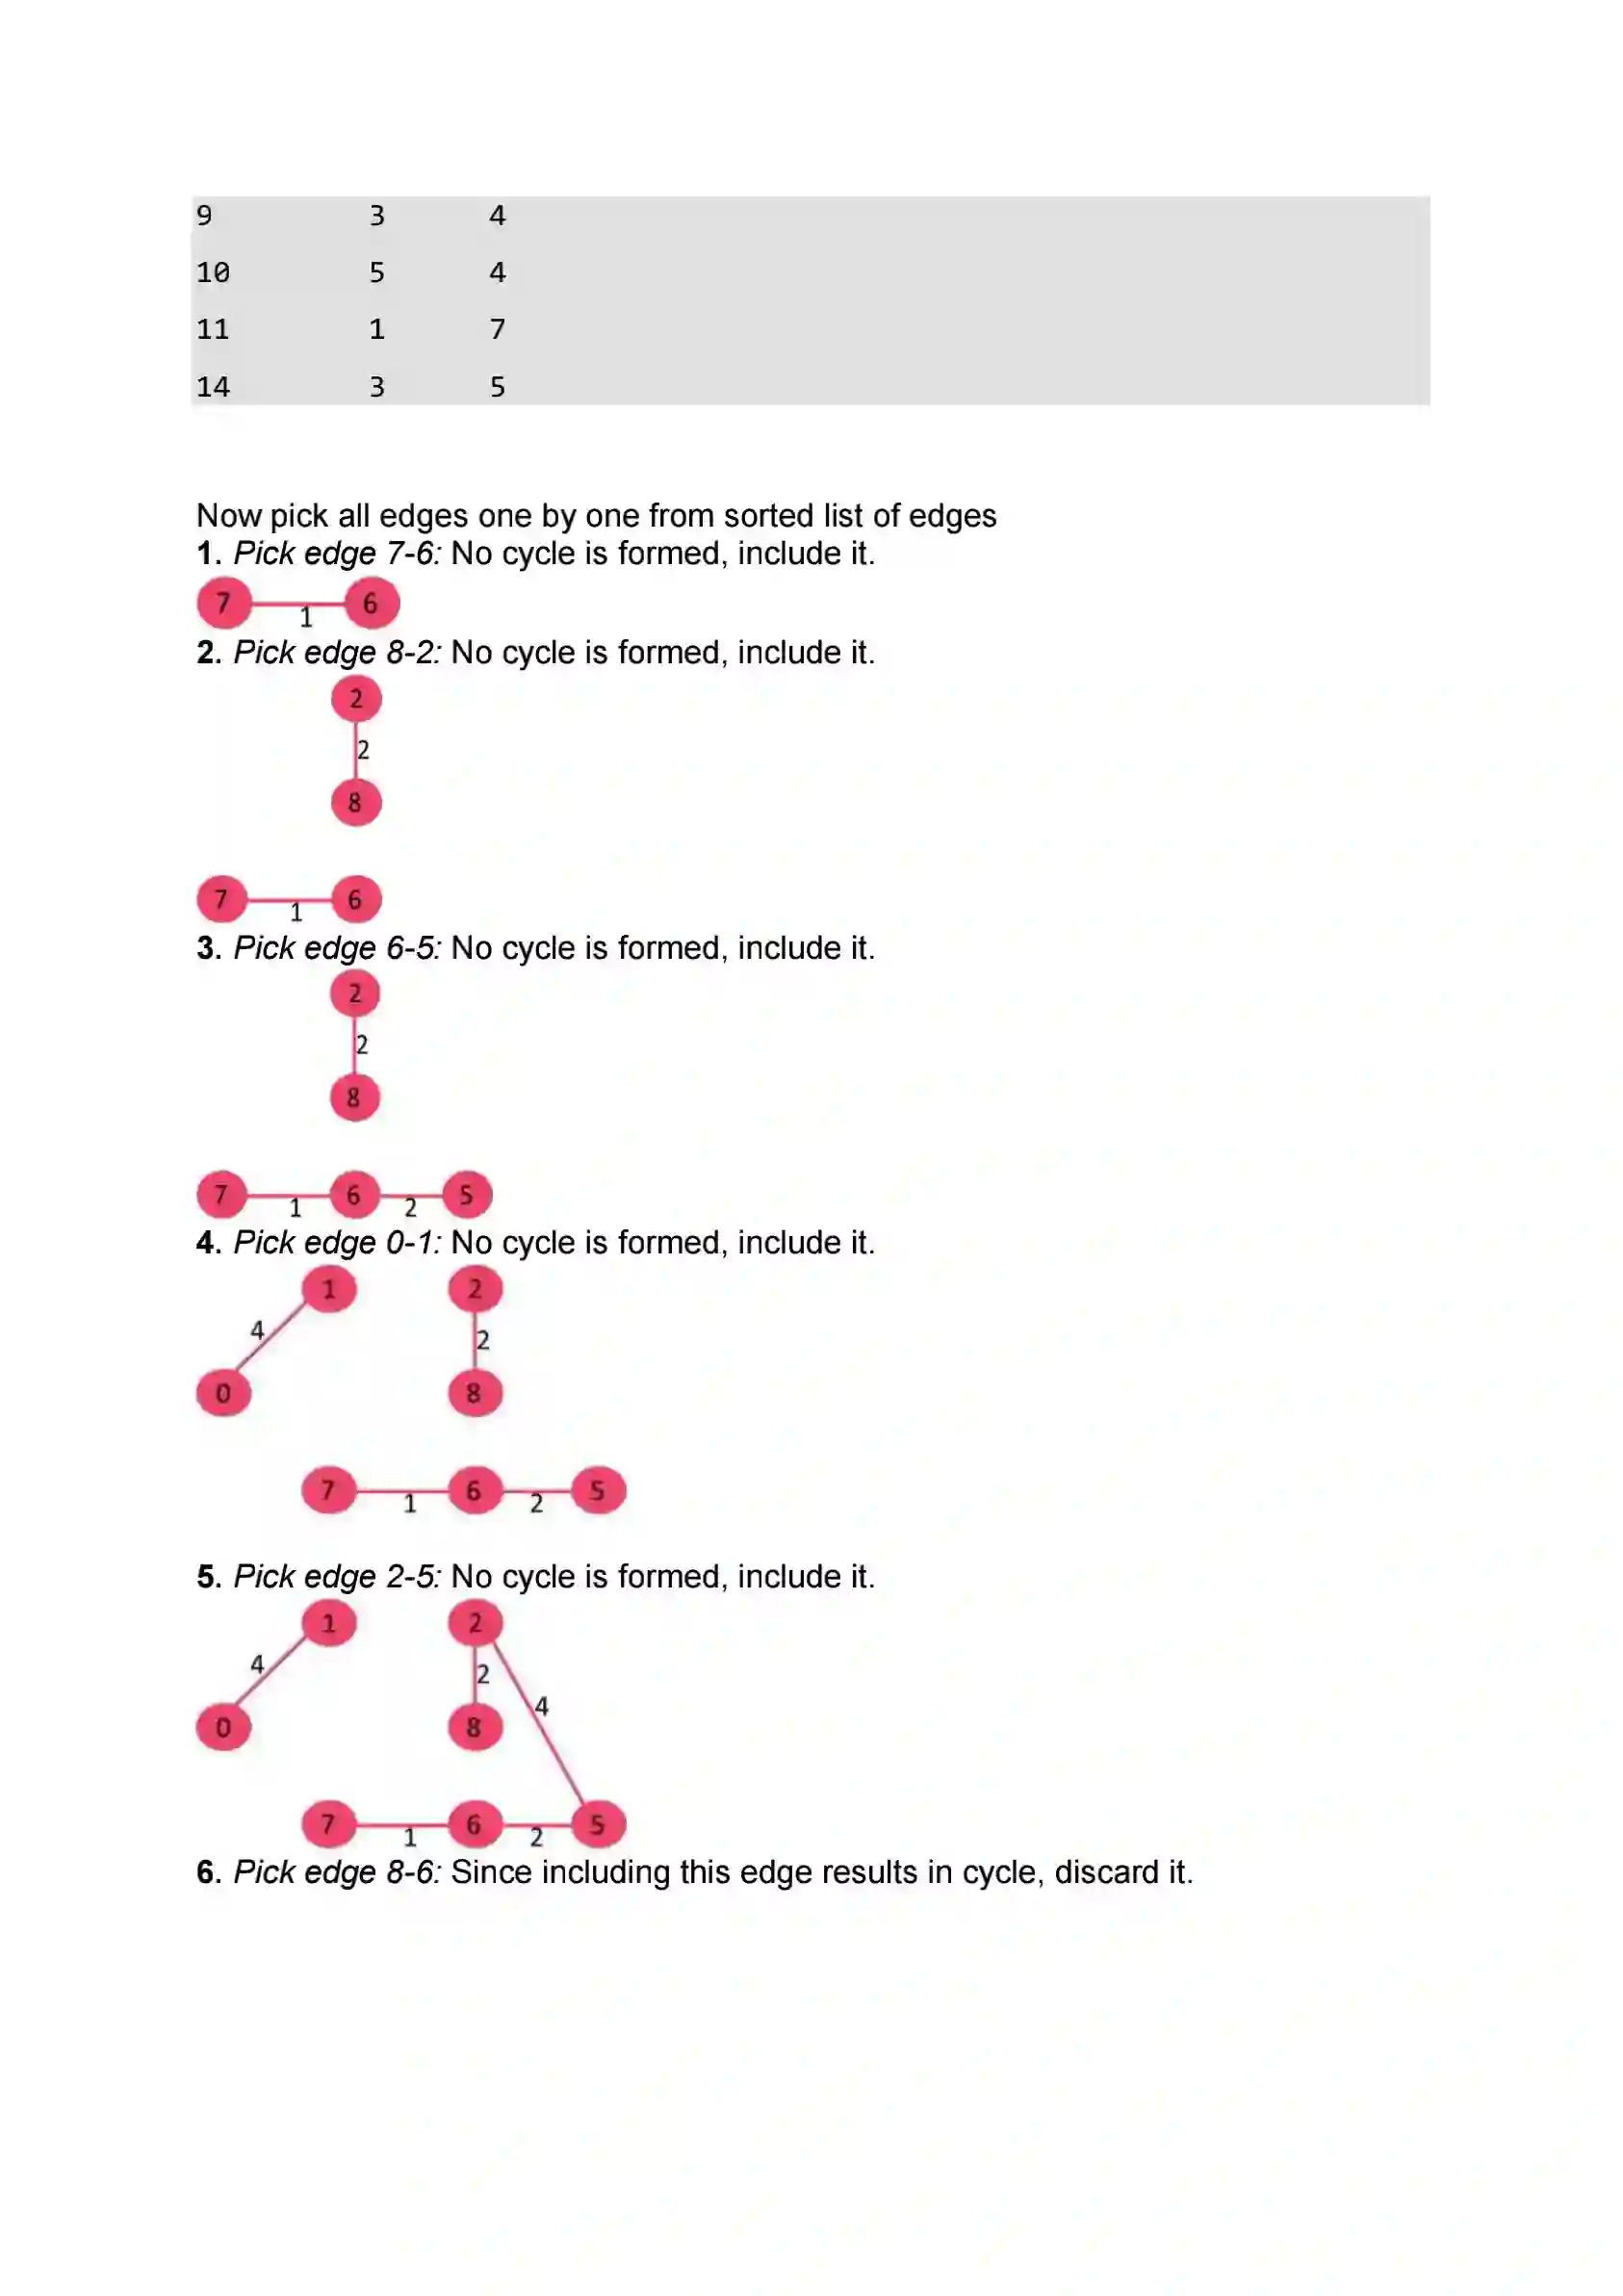 9 3 4
10 5 4
11 1 7
14 3 5
Now pick all edges one by one from sorted list of edges
1. Pick edge 7-6: No cycle is formed, include it.
7 1 6
2. Pick edge 8-2: No cycle is formed, include it.
2
2
8
7 1 6
3. Pick edge 6-5: No cycle is formed, include it.
2
2
8
7 1 6 2 5
4. Pick edge 0-1: No cycle is formed, include it.
1 2
4 2
0 8
7 1 6 2 5
5. Pick edge 2-5: No cycle is formed, include it.
1 2
4 2 4
0 8
7 1 6 2 5
6. Pick edge 8-6: Since including this edge results in cycle, discard it.